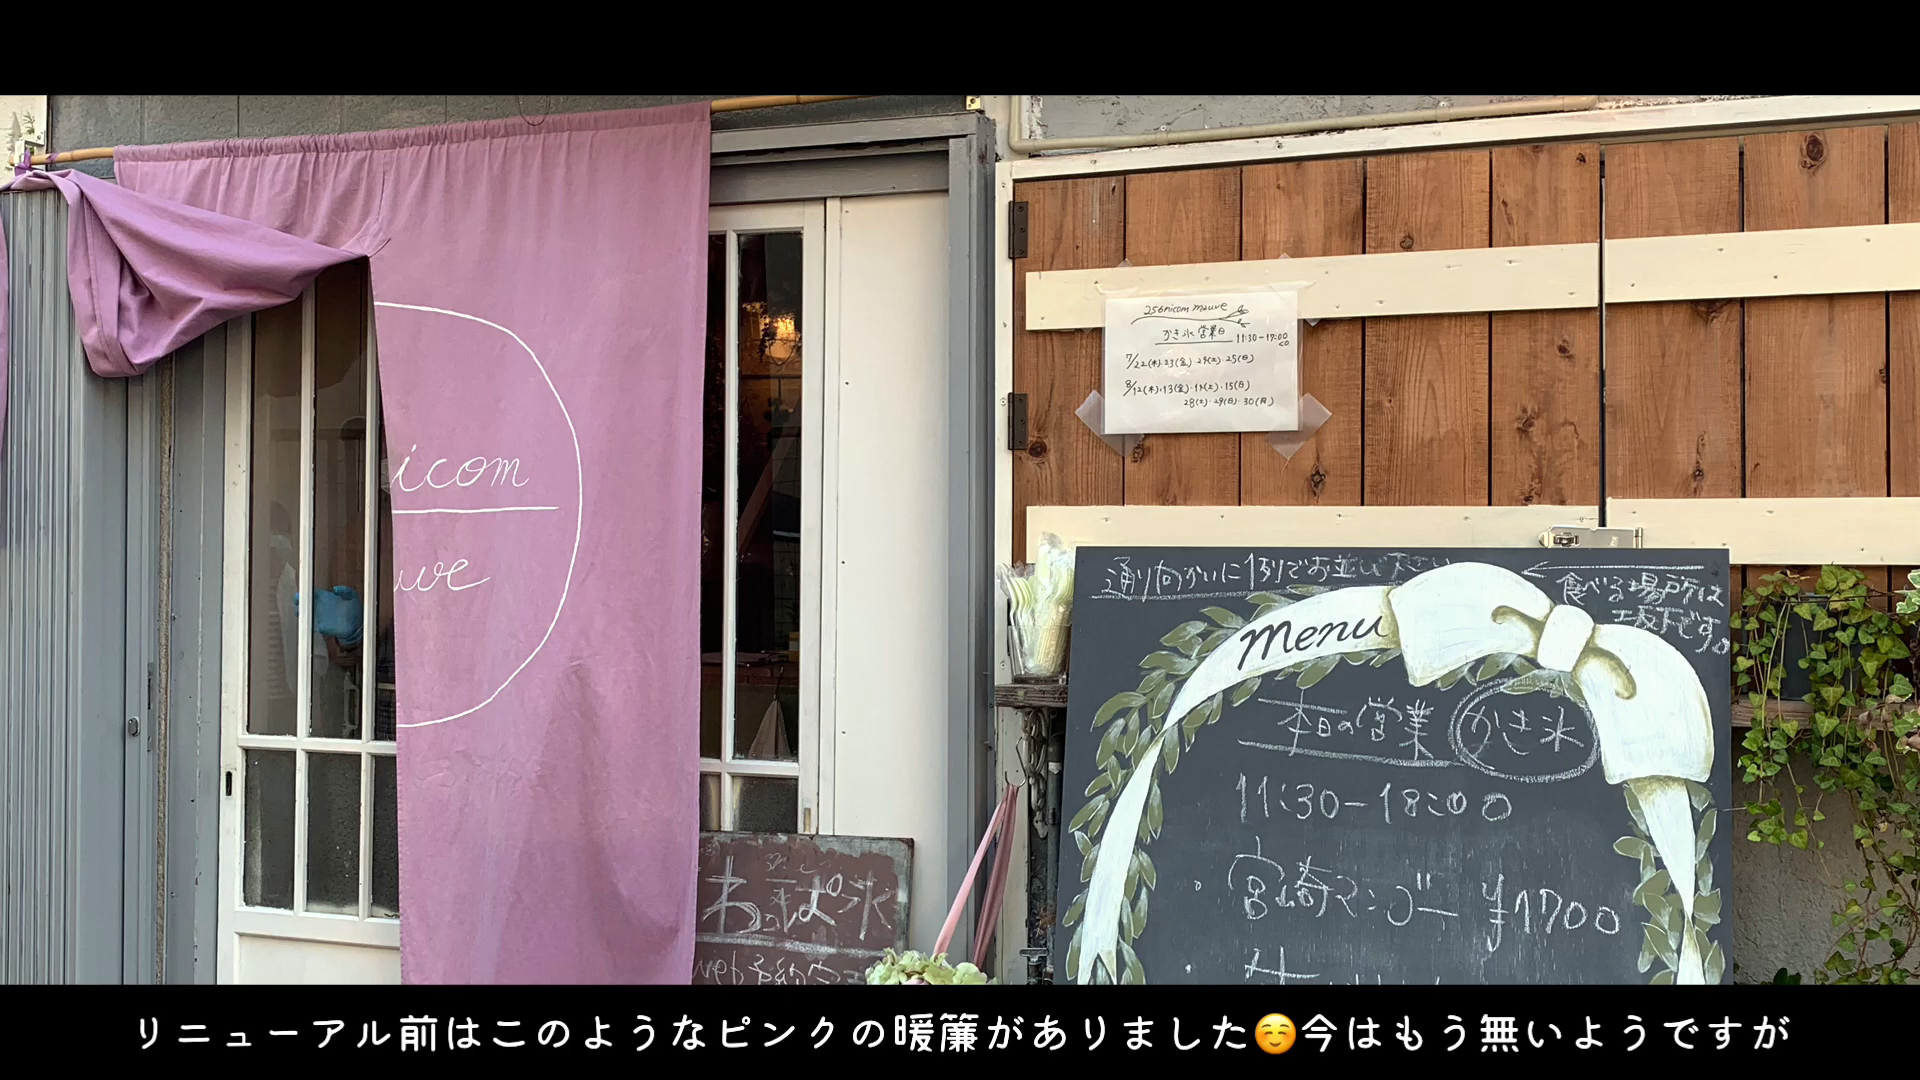 icom
uve
256nicom mauve
かき氷営業日 11:30-17:00
7/22(木)・23(金)・24(土)・25(日)
8/12(木)・13(金)・14(土)・15(日)
28(土)・29(日)・30(月)
通り向かいに1列でお並び下さい
食べる場所は
Menu
本日の営業 かき氷
11:30-18:00
・宮崎マンゴー ¥1700
わっぱ氷
リニューアル前はこのようなピンクの暖簾がありました☺️今はもう無いようですが